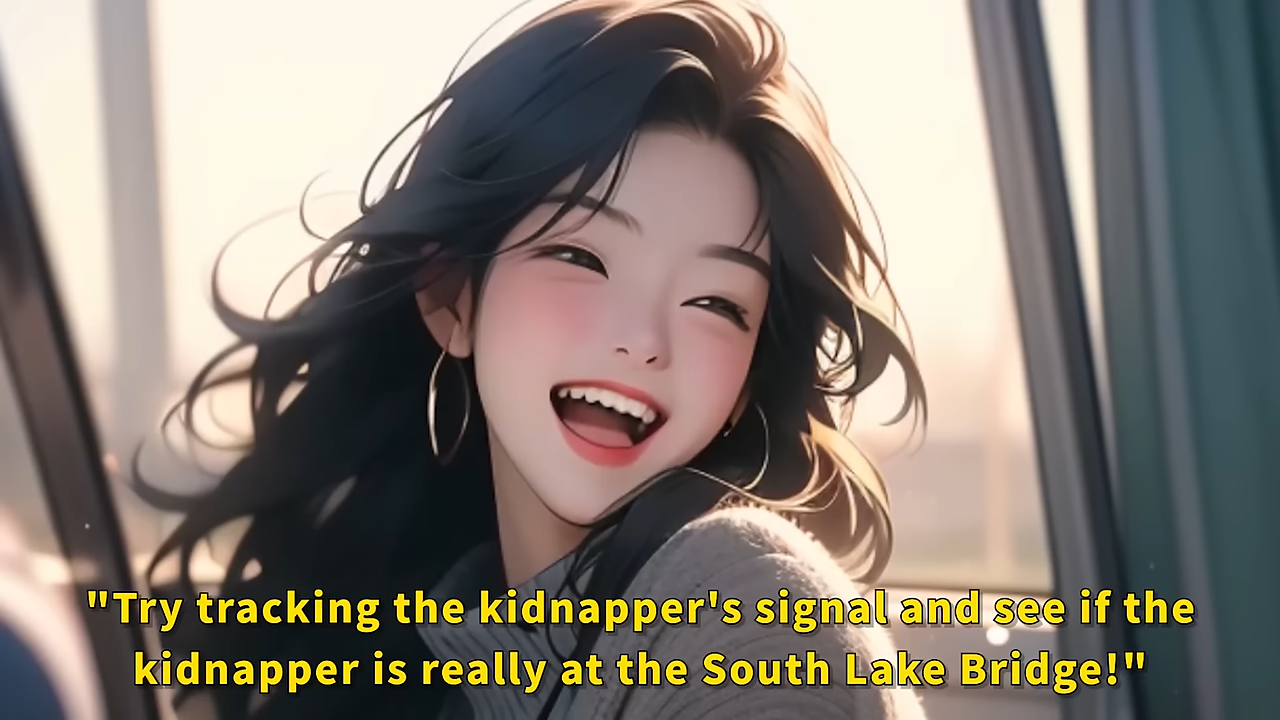 "Try tracking the kidnapper's signal and see if the
kidnapper is really at the South Lake Bridge!"